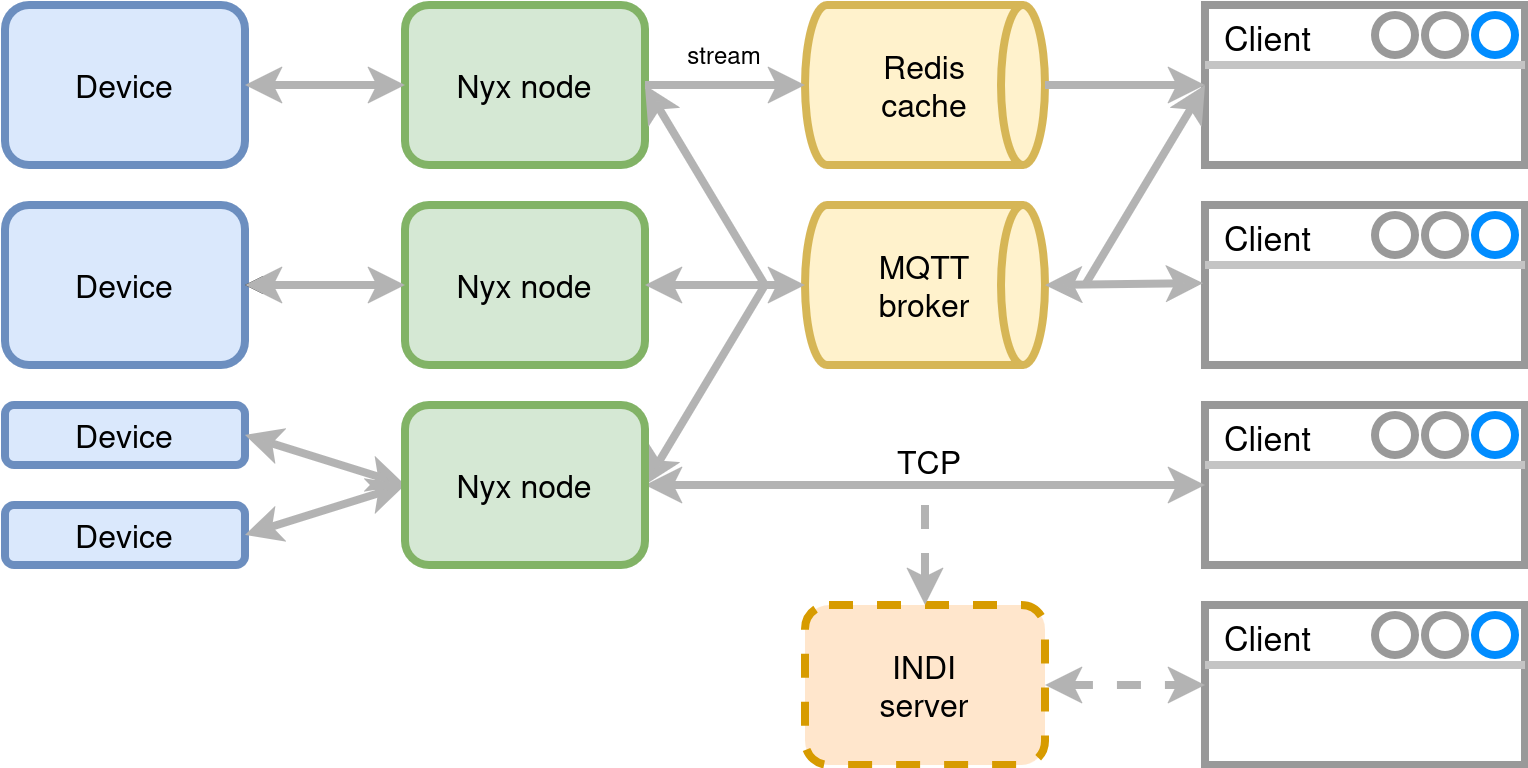 Device
Nyx node
stream
Redis
cache
Client
Device
Nyx node
MQTT
broker
Client
Device
Device
Nyx node
TCP
Client
INDI
server
Client